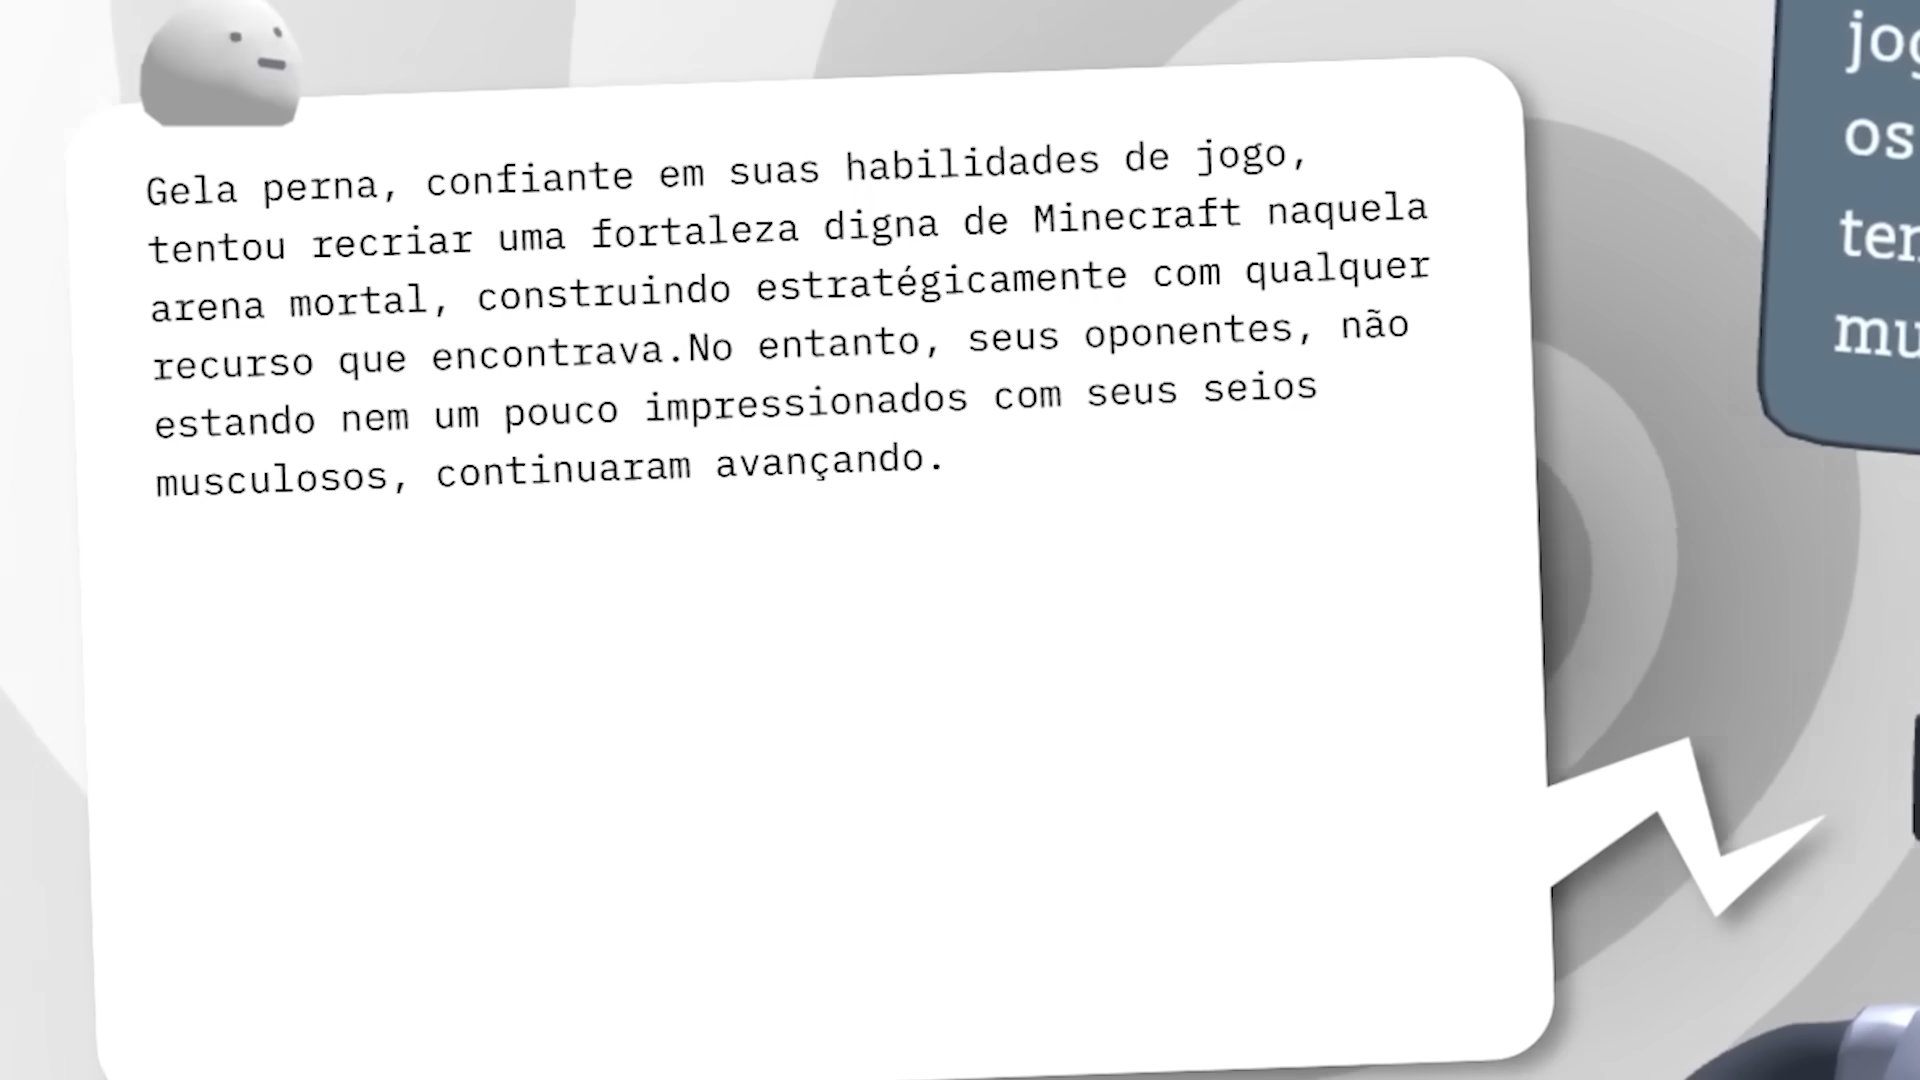 Gela perna, confiante em suas habilidades de jogo,
tentou recriar uma fortaleza digna de Minecraft naquela
arena mortal, construindo estratégicamente com qualquer
recurso que encontrava.No entanto, seus oponentes, não
estando nem um pouco impressionados com seus seios
musculosos, continuaram avançando.
os